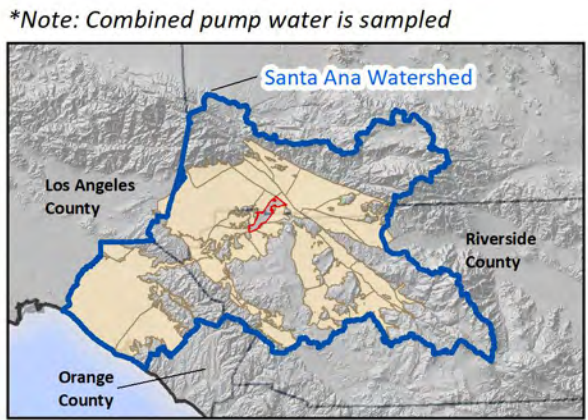 *Note: Combined pump water is sampled
Santa Ana Watershed
Los Angeles
County
Riverside
County
Orange
County